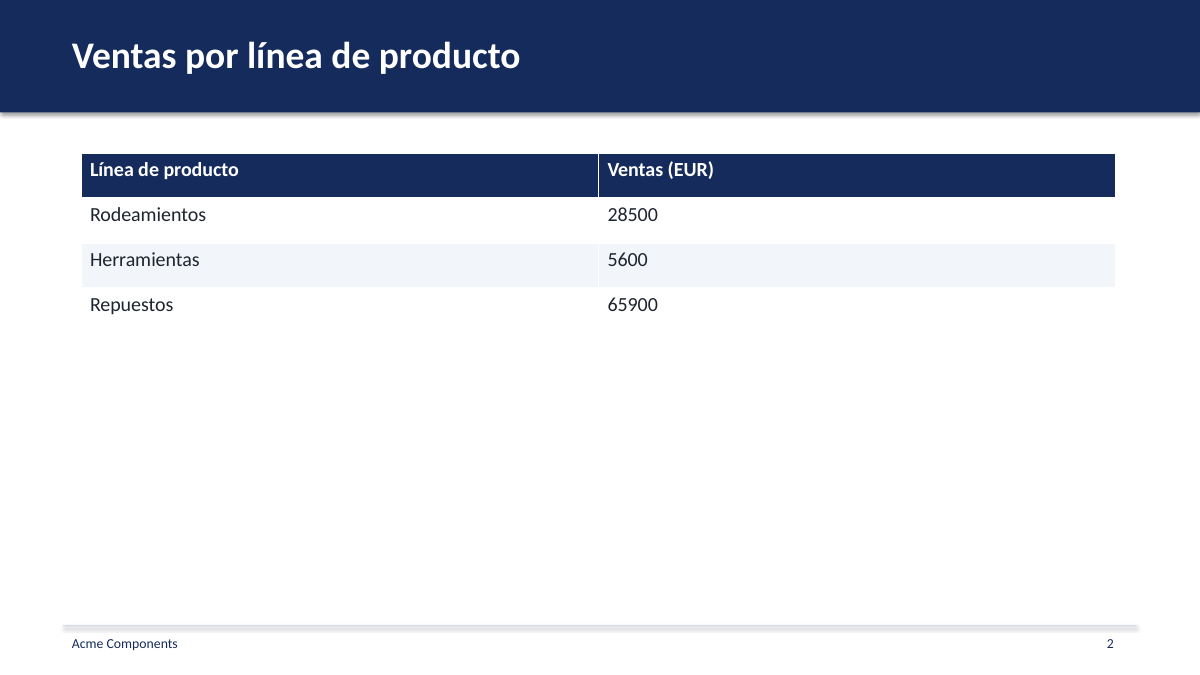 Ventas por línea de producto
Línea de producto Ventas (EUR)
Rodeamientos 28500
Herramientas 5600
Repuestos 65900
Acme Components 2